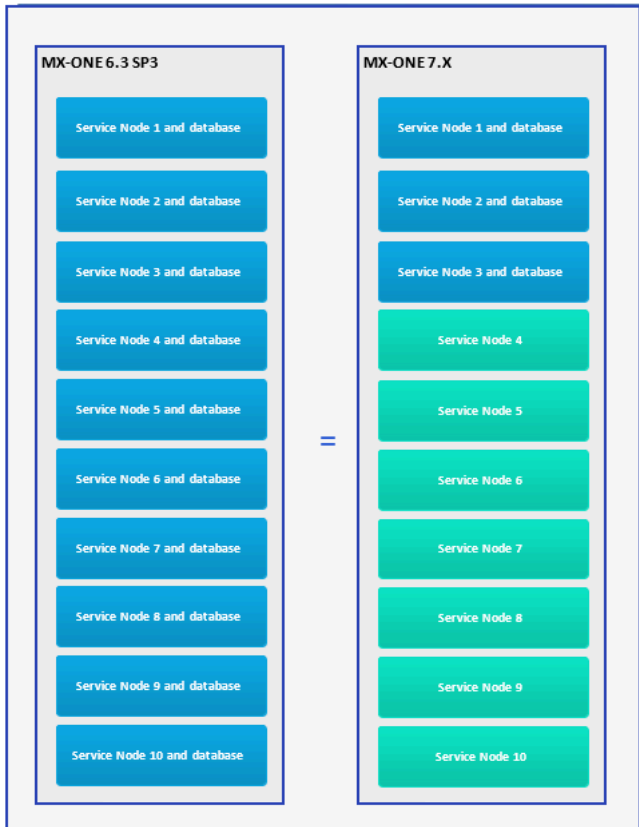 MX-ONE 6.3 SP3
Service Node 1 and database
Service Node 2 and database
Service Node 3 and database
Service Node 4 and database
Service Node 5 and database
Service Node 6 and database
Service Node 7 and database
Service Node 8 and database
Service Node 9 and database
Service Node 10 and database
=
MX-ONE 7.X
Service Node 1 and database
Service Node 2 and database
Service Node 3 and database
Service Node 4
Service Node 5
Service Node 6
Service Node 7
Service Node 8
Service Node 9
Service Node 10